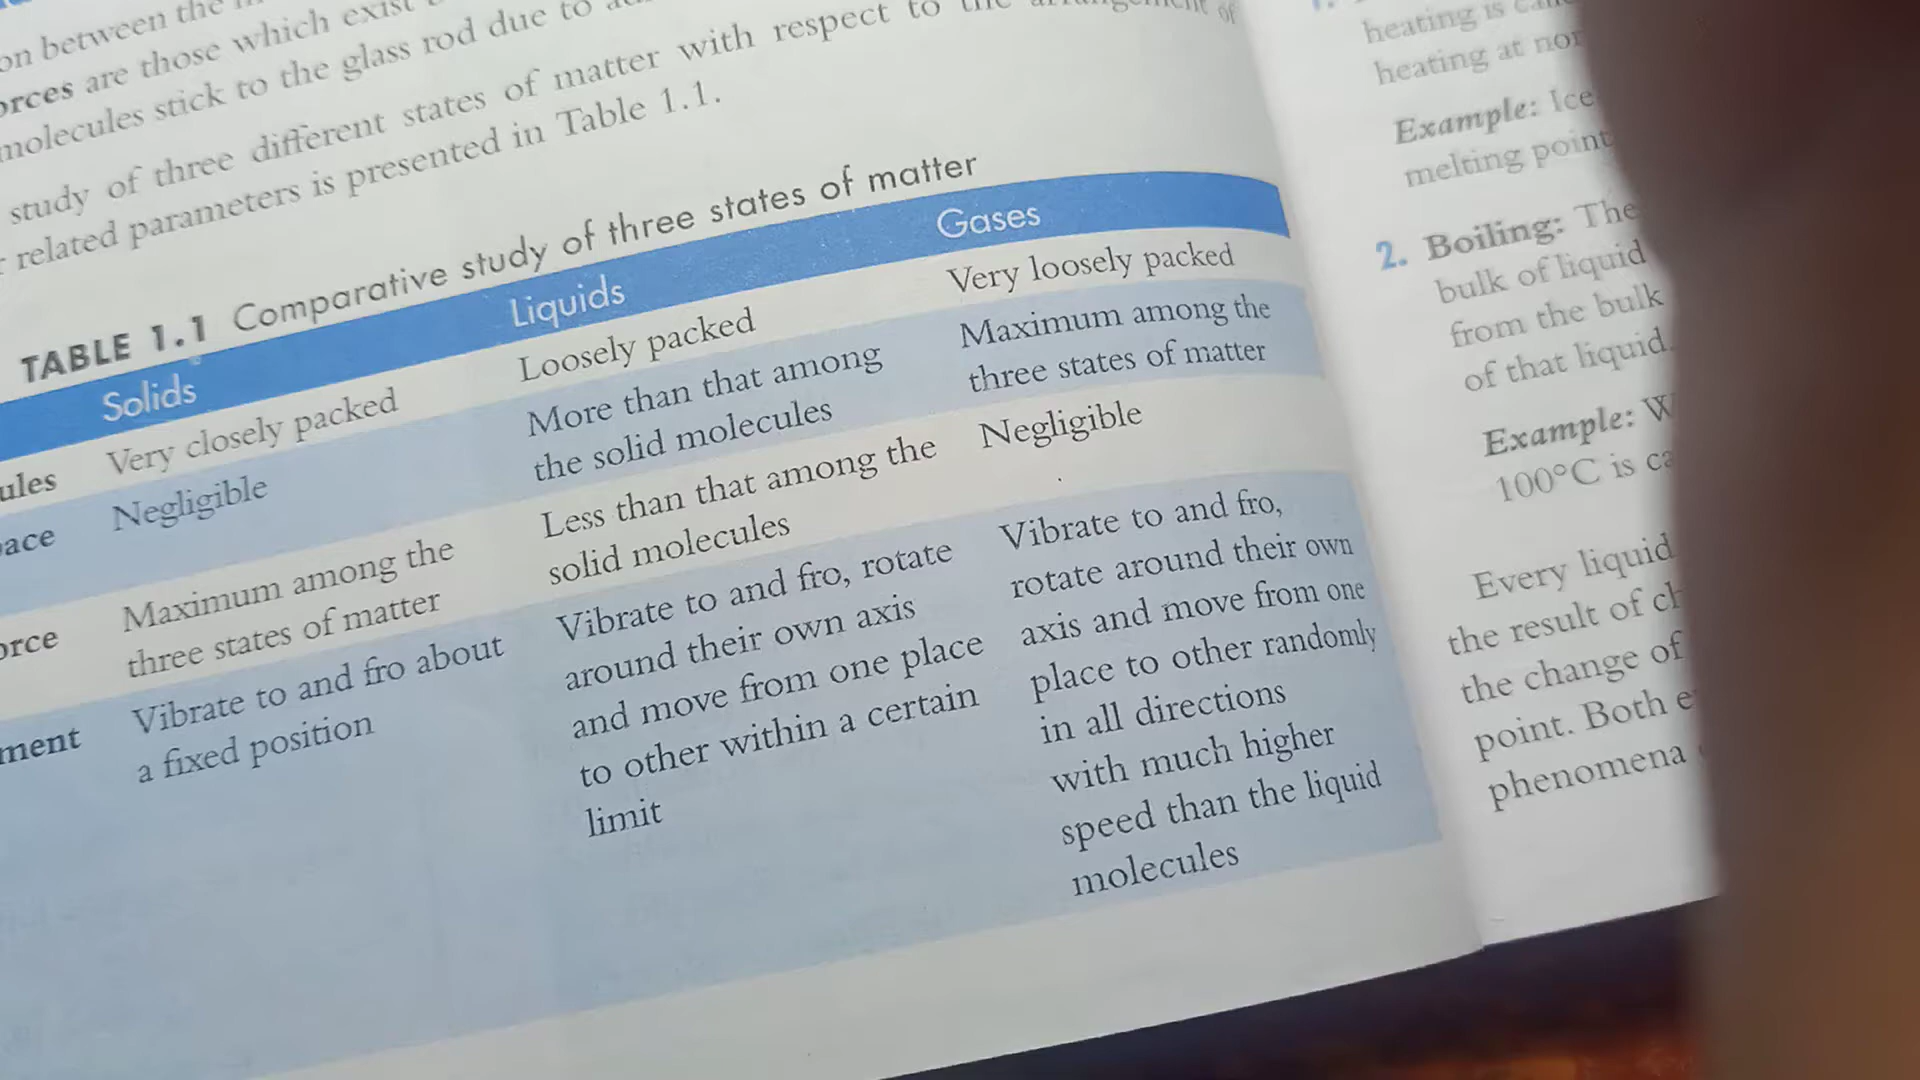 on between the
orces are those which exist
molecules stick to the glass rod due to
study of three different states of matter with respect to the arrangement of
related parameters is presented in Table 1.1.
TABLE 1.1 Comparative study of three states of matter
Solids Liquids Gases
ules Very closely packed Loosely packed Very loosely packed
ace Negligible More than that among Maximum among the
the solid molecules three states of matter
orce Maximum among the Less than that among the Negligible
three states of matter solid molecules
ment Vibrate to and fro about Vibrate to and fro, rotate Vibrate to and fro,
a fixed position around their own axis rotate around their own
and move from one place axis and move from one
to other within a certain place to other randomly
limit in all directions
with much higher
speed than the liquid
molecules
heating is
heating at nor
Example: Ice
melting point
2. Boiling: The
bulk of liquid
from the bulk
of that liquid.
Example: W
100°C is ca
Every liquid
the result of ch
the change of
point. Both e
phenomena